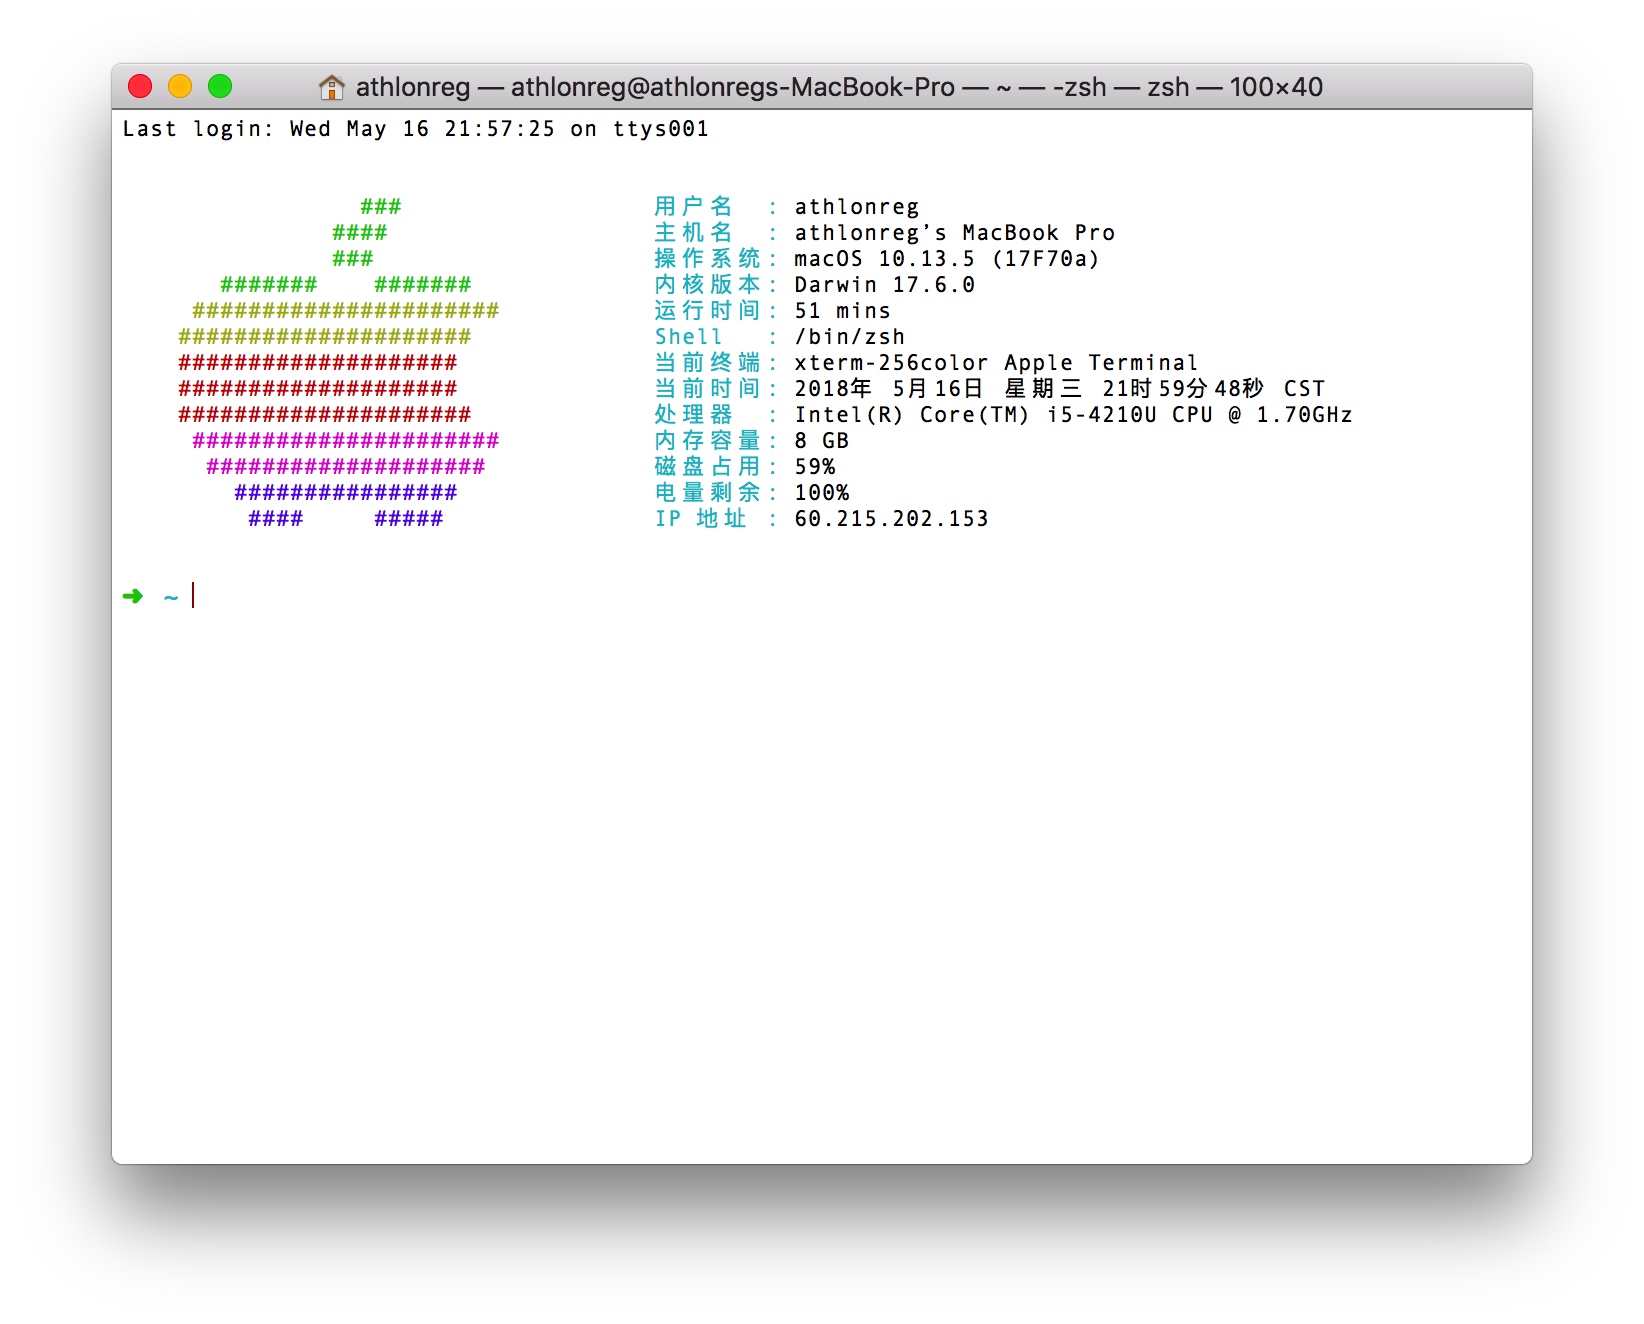 athlonreg — athlonreg@athlonregs-MacBook-Pro — ~ — -zsh — zsh — 100×40
Last login: Wed May 16 21:57:25 on ttys001
### 用户名 : athlonreg
#### 主机名 : athlonreg’s MacBook Pro
### 操作系统: macOS 10.13.5 (17F70a)
####### ####### 内核版本: Darwin 17.6.0
###################### 运行时间: 51 mins
##################### Shell : /bin/zsh
#################### 当前终端: xterm-256color Apple Terminal
#################### 当前时间: 2018年 5月16日 星期三 21时59分48秒 CST
##################### 处理器 : Intel(R) Core(TM) i5-4210U CPU @ 1.70GHz
###################### 内存容量: 8 GB
#################### 磁盘占用: 59%
################ 电量剩余: 100%
#### ##### IP 地址 : 60.215.202.153
➜ ~